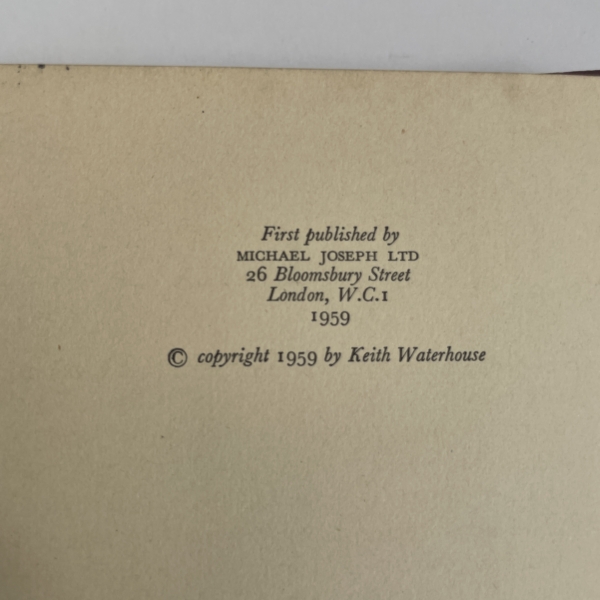 First published by
MICHAEL JOSEPH LTD
26 Bloomsbury Street
London, W.C.1
1959
© copyright 1959 by Keith Waterhouse